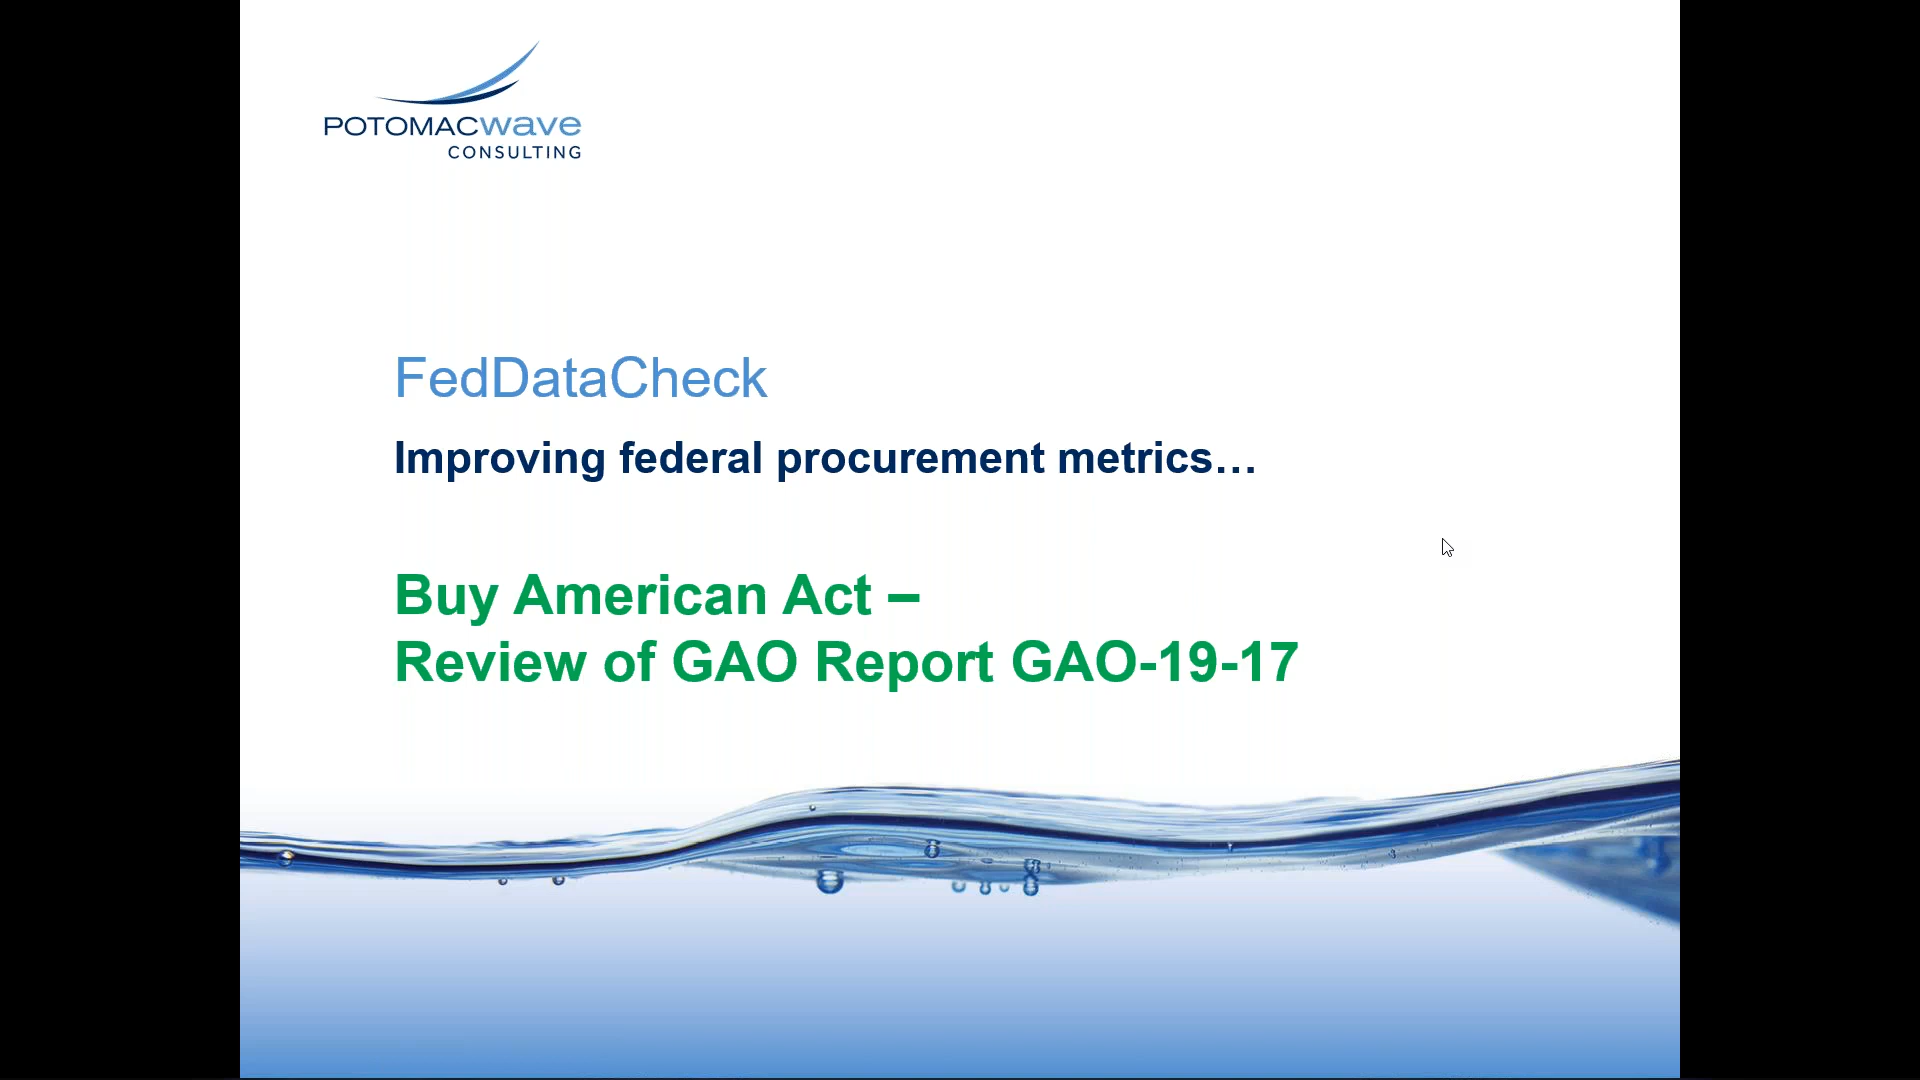 POTOMACwave
CONSULTING
FedDataCheck
Improving federal procurement metrics…
Buy American Act –
Review of GAO Report GAO-19-17